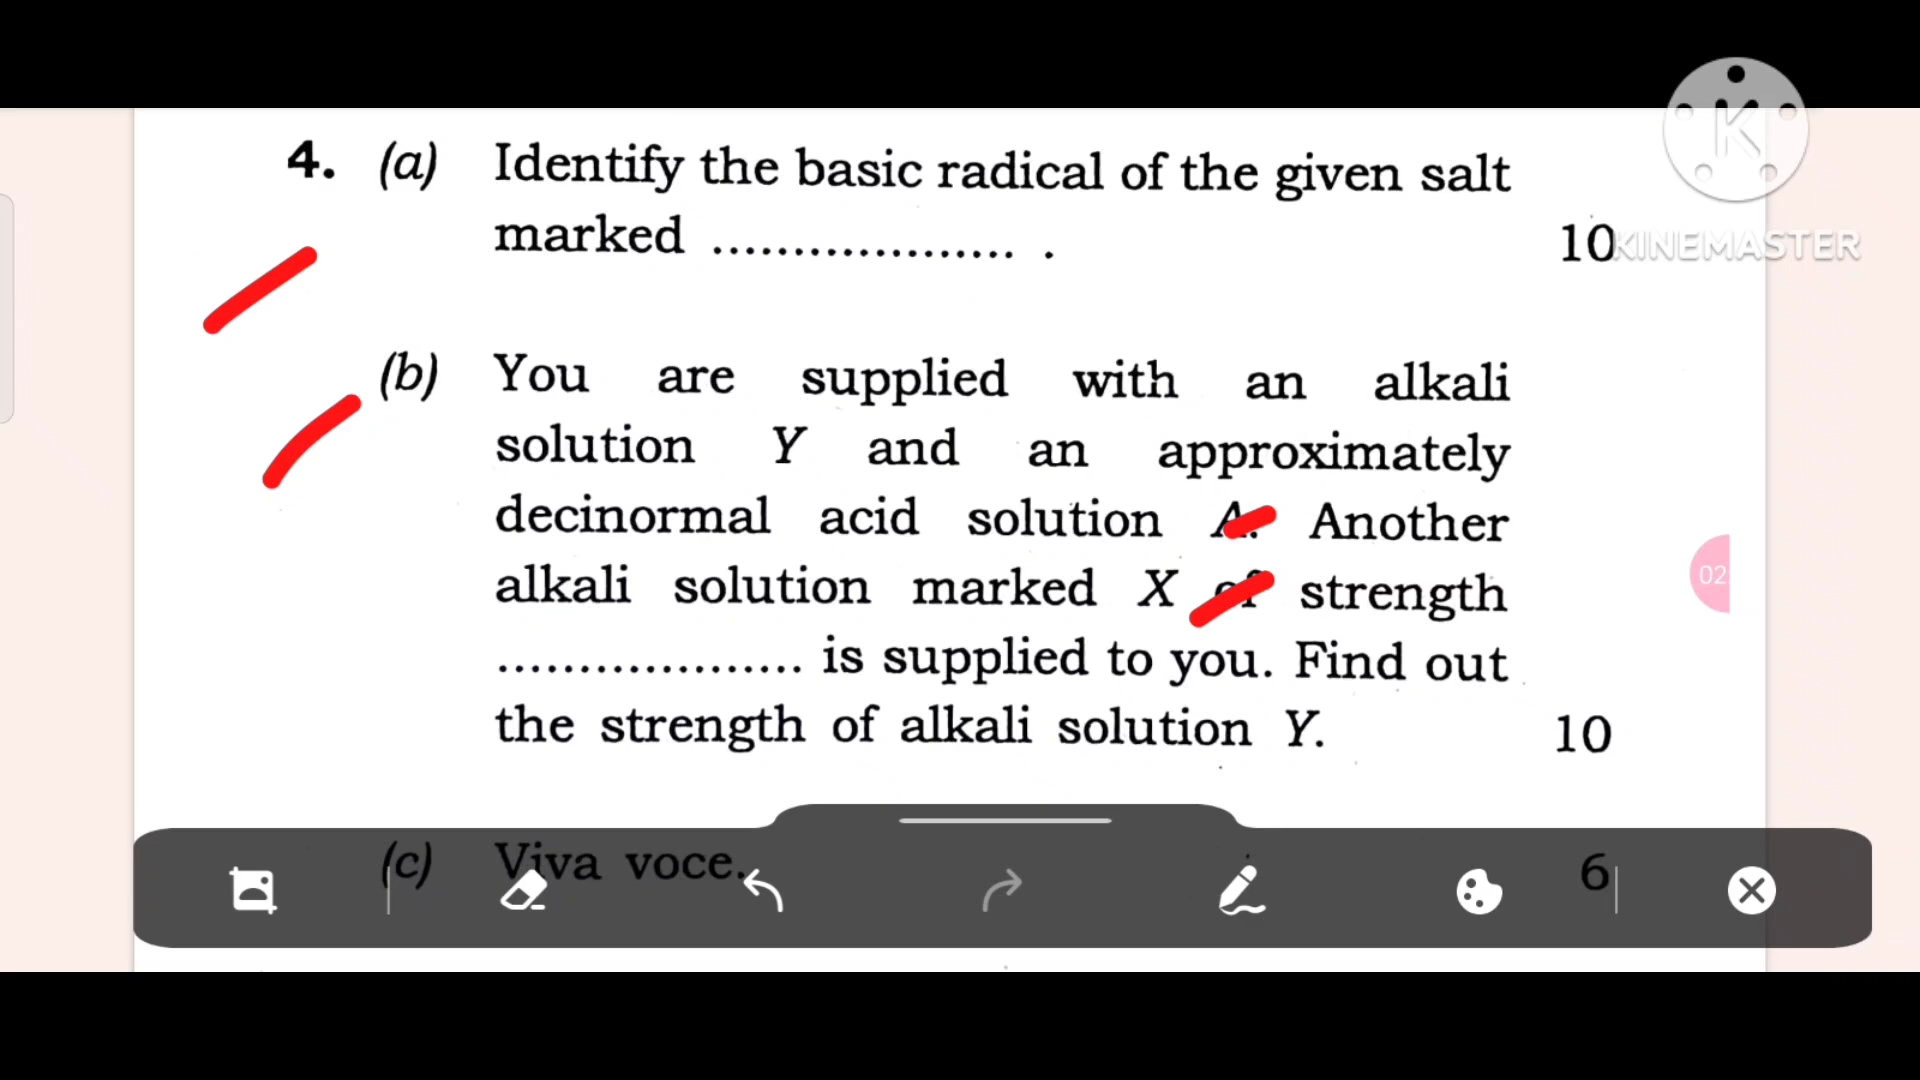 4. (a) Identify the basic radical of the given salt
marked ................... . 10
KINEMASTER
(b) You are supplied with an alkali
solution Y and an approximately
decinormal acid solution A. Another
alkali solution marked X of strength
................... is supplied to you. Find out
the strength of alkali solution Y. 10
02
(c) Viva voce. 6